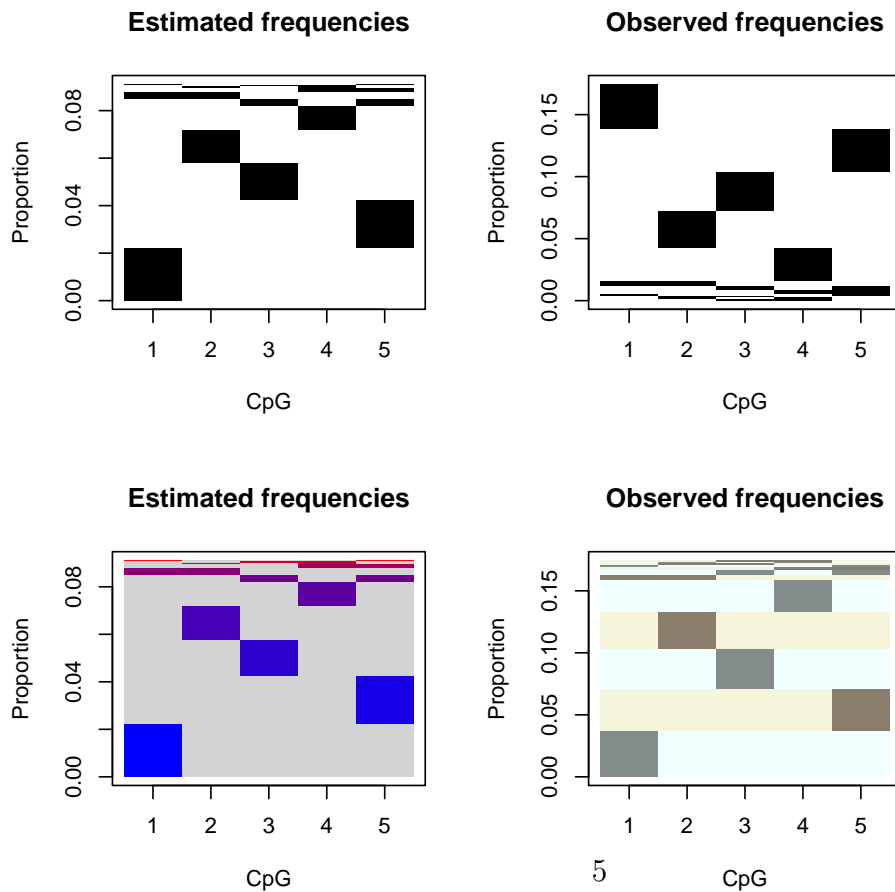 Estimated frequencies
Proportion
0.08
0.04
0.00
1 2 3 4 5
CpG
Observed frequencies
Proportion
0.15
0.10
0.05
0.00
1 2 3 4 5
CpG
Estimated frequencies
Proportion
0.08
0.04
0.00
1 2 3 4 5
CpG
Observed frequencies
Proportion
0.15
0.10
0.05
0.00
1 2 3 4 5
CpG
5